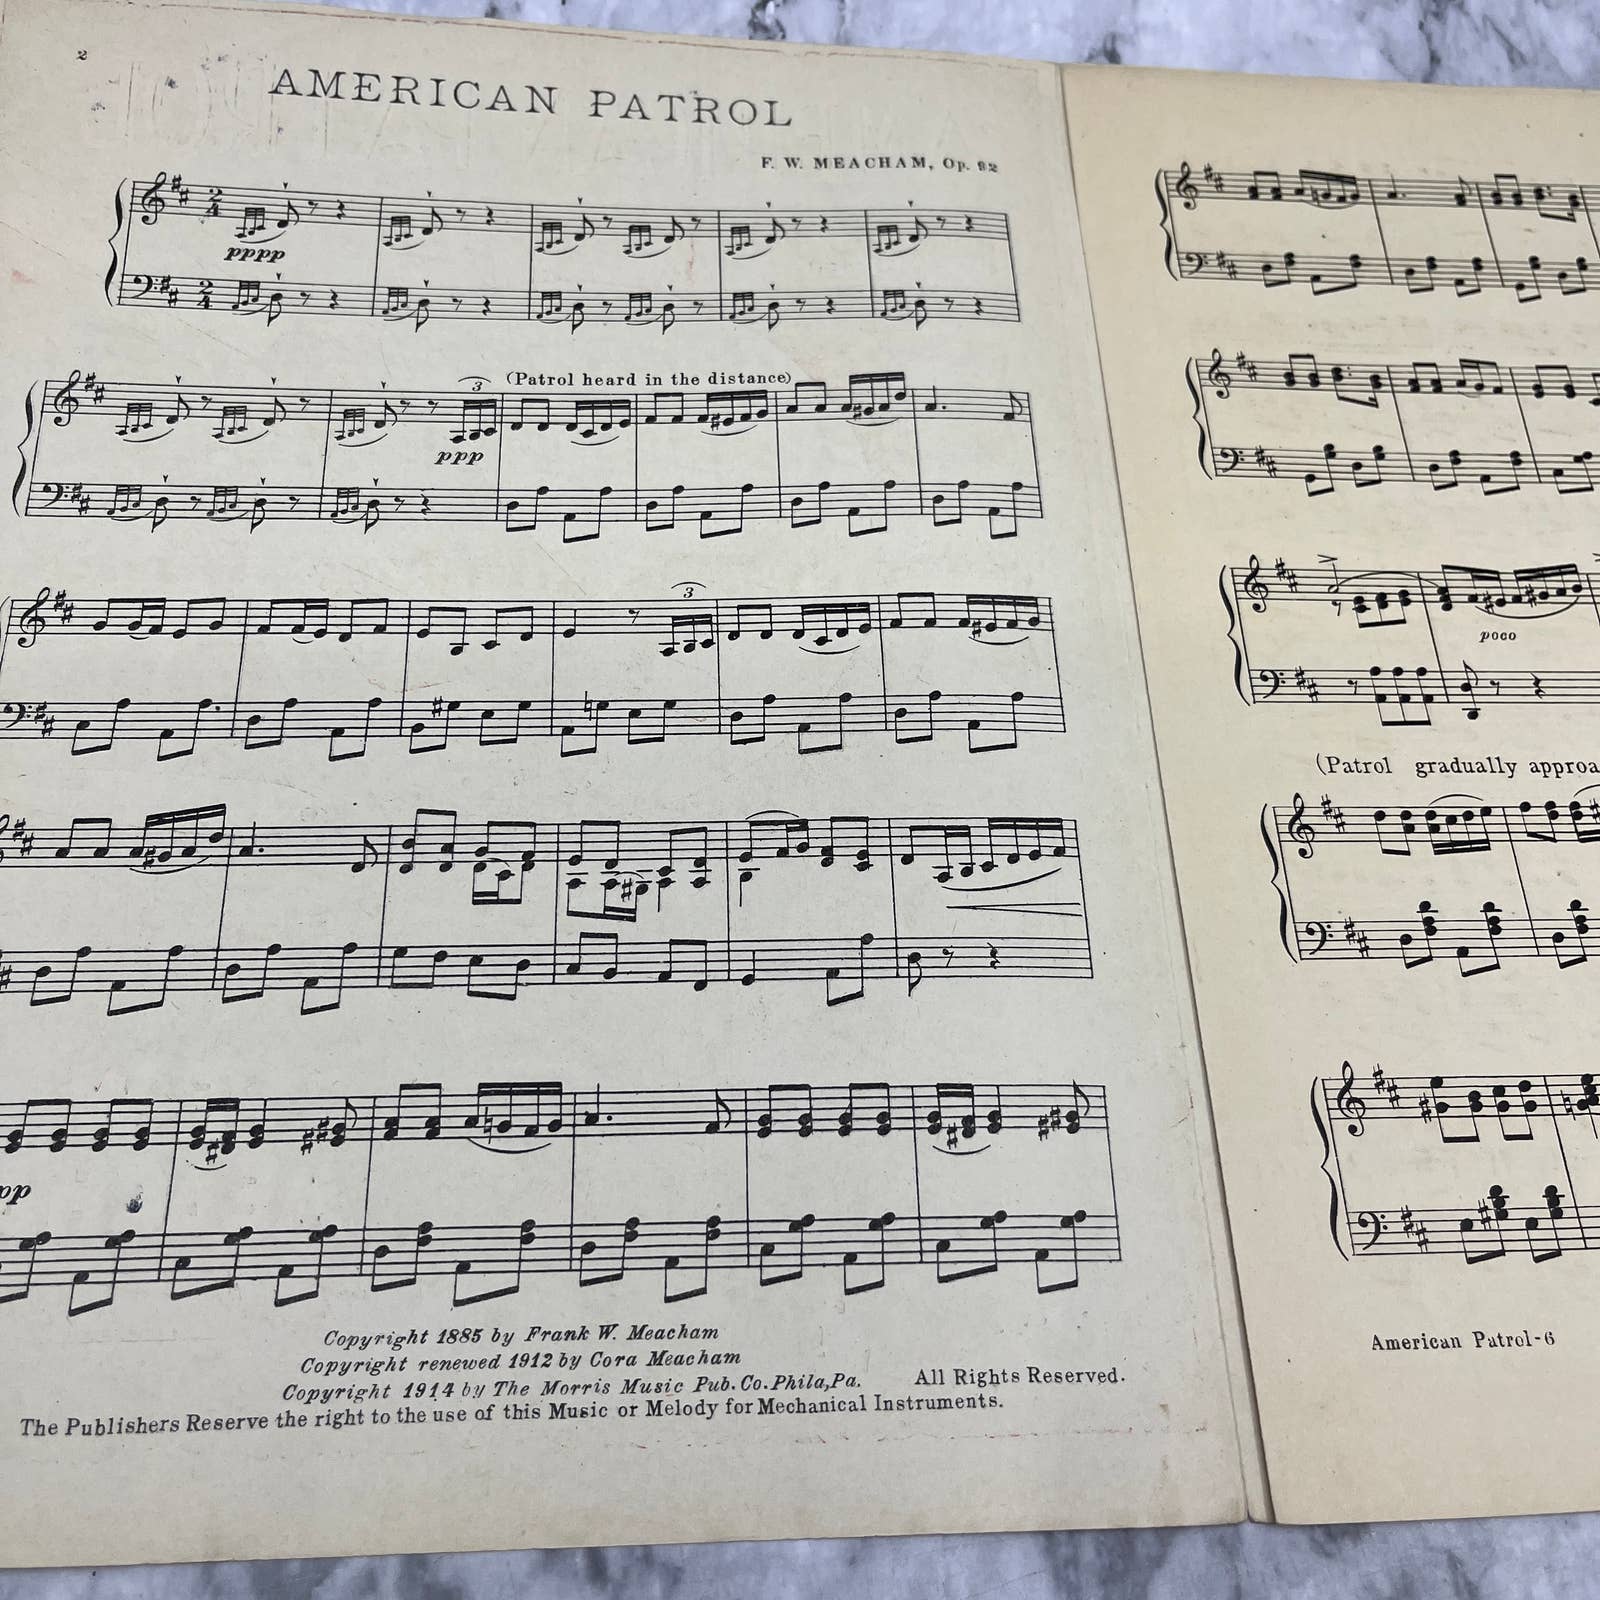 2
AMERICAN PATROL
F. W. MEACHAM, Op. 92
pppp
3
(Patrol heard in the distance)
ppp
3
Copyright 1885 by Frank W. Meacham
Copyright renewed 1912 by Cora Meacham
Copyright 1914 by The Morris Music Pub. Co. Phila, Pa. All Rights Reserved.
The Publishers Reserve the right to the use of this Music or Melody for Mechanical Instruments.
poco
(Patrol gradually
American Patrol-6